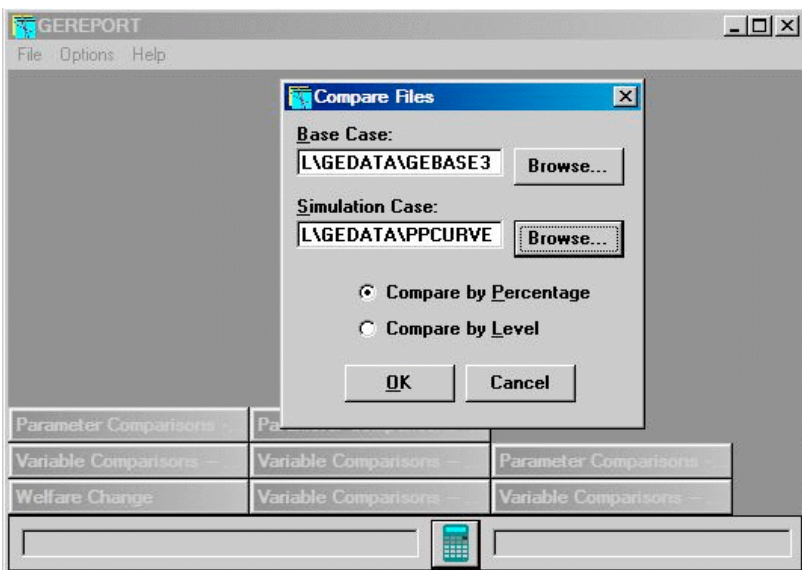 GEREPORT
File Options Help
Compare Files
Base Case:
L\GEDATA\GEBASE3
Browse...
Simulation Case:
L\GEDATA\PPCURVE
Browse...
Compare by Percentage
Compare by Level
OK
Cancel
Parameter Comparisons -...
Variable Comparisons -- ...
Variable Comparisons -- ...
Parameter Comparisons -...
Welfare Change
Variable Comparisons -- ...
Variable Comparisons -- ...